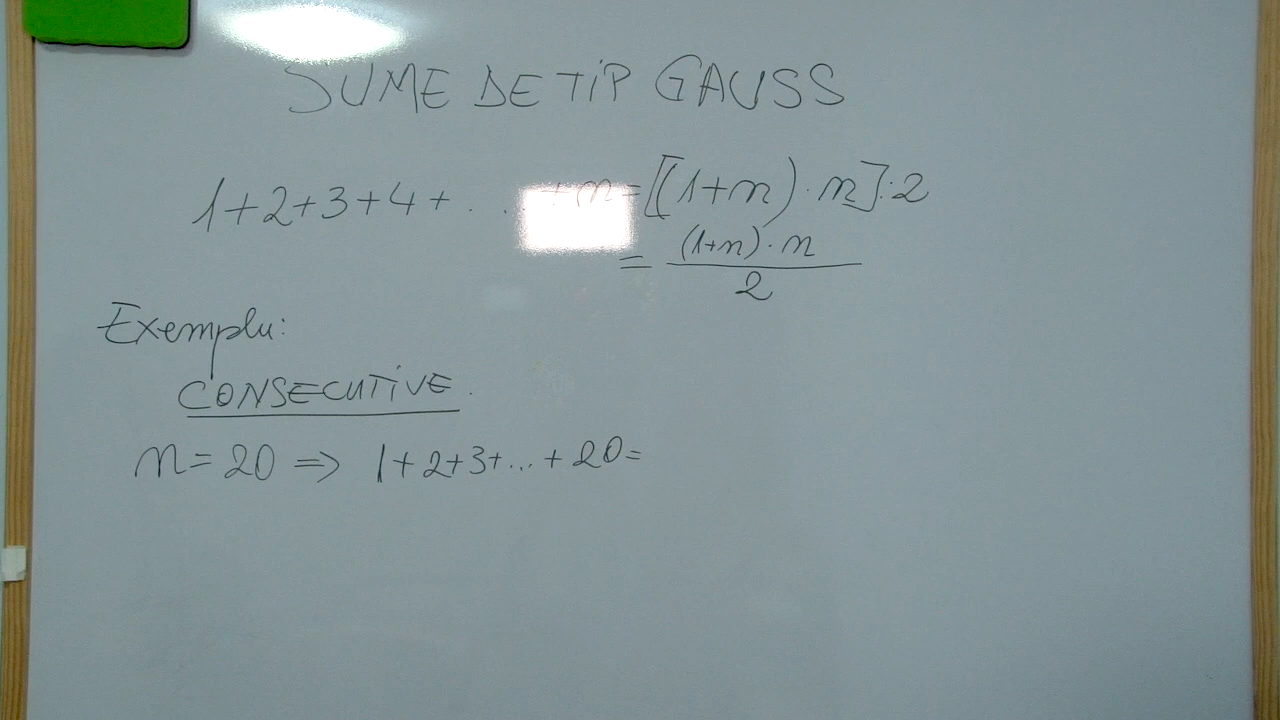 SUME DE TIP GAUSS
1+2+3+4+ . . . +n=[(1+n)·n]:2
= (1+n)·n / 2
Exemplu:
CONSECUTIVE.
n=20 ⇒ 1+2+3+...+20=